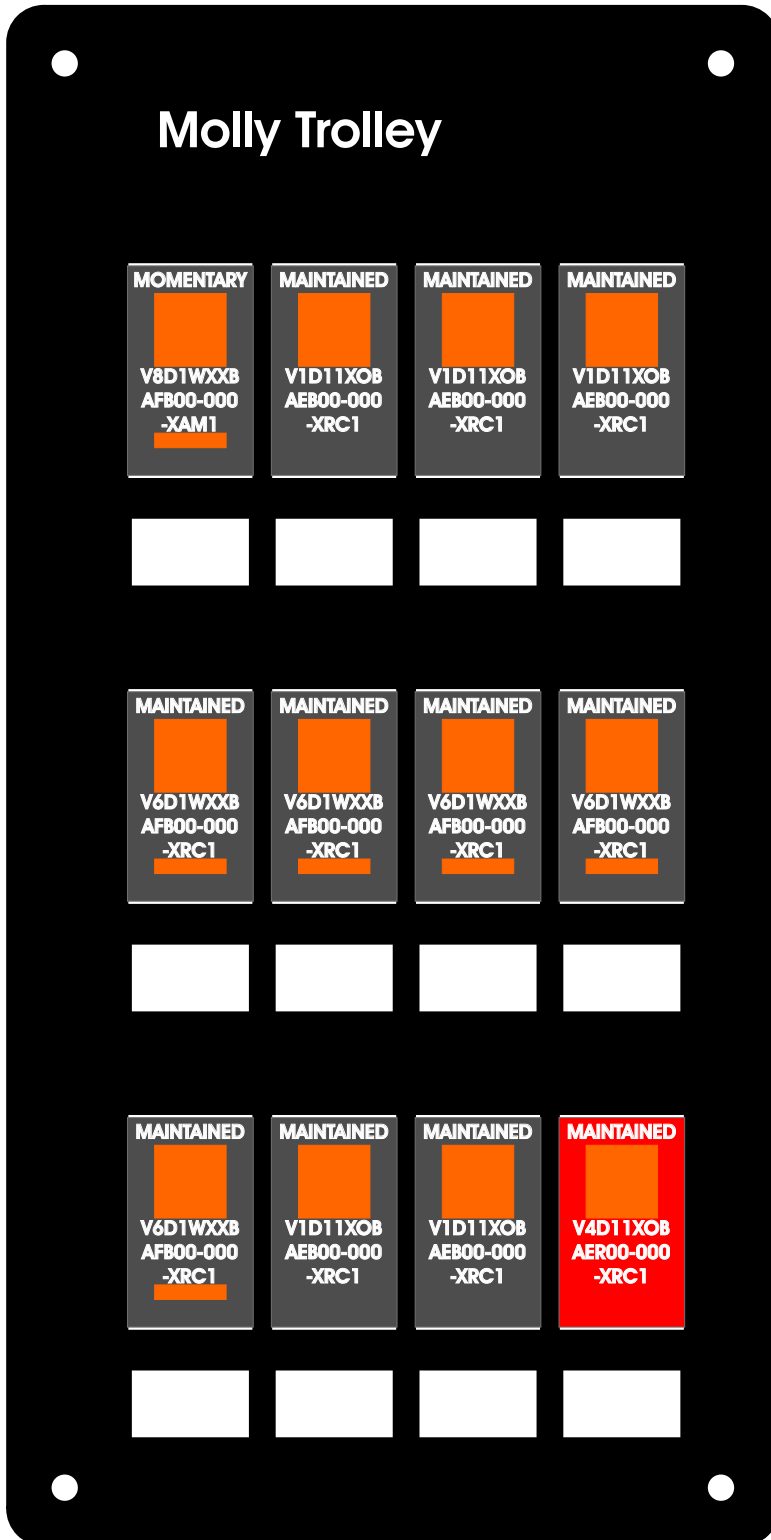 Molly Trolley
MOMENTARY MAINTAINED MAINTAINED MAINTAINED
V8D1WXXB V1D11XOB V1D11XOB V1D11XOB
AFB00-000 AEB00-000 AEB00-000 AEB00-000
-XAM1 -XRC1 -XRC1 -XRC1
MAINTAINED MAINTAINED MAINTAINED MAINTAINED
V6D1WXXB V6D1WXXB V6D1WXXB V6D1WXXB
AFB00-000 AFB00-000 AFB00-000 AFB00-000
-XRC1 -XRC1 -XRC1 -XRC1
MAINTAINED MAINTAINED MAINTAINED MAINTAINED
V6D1WXXB V1D11XOB V1D11XOB V4D11XOB
AFB00-000 AEB00-000 AEB00-000 AER00-000
-XRC1 -XRC1 -XRC1 -XRC1